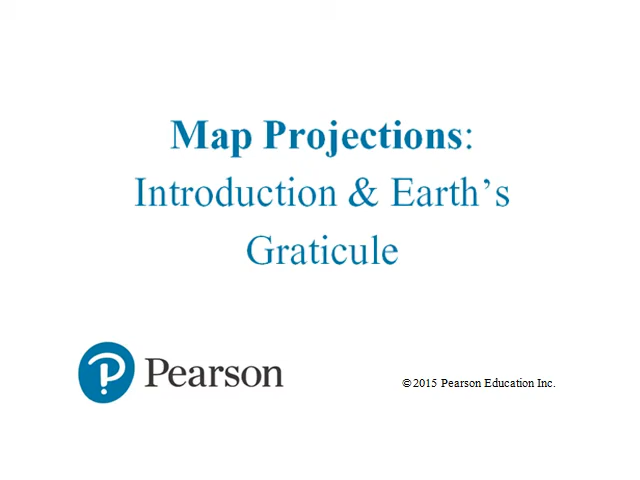 Map Projections:
Introduction & Earth’s
Graticule
Pearson
©2015 Pearson Education Inc.